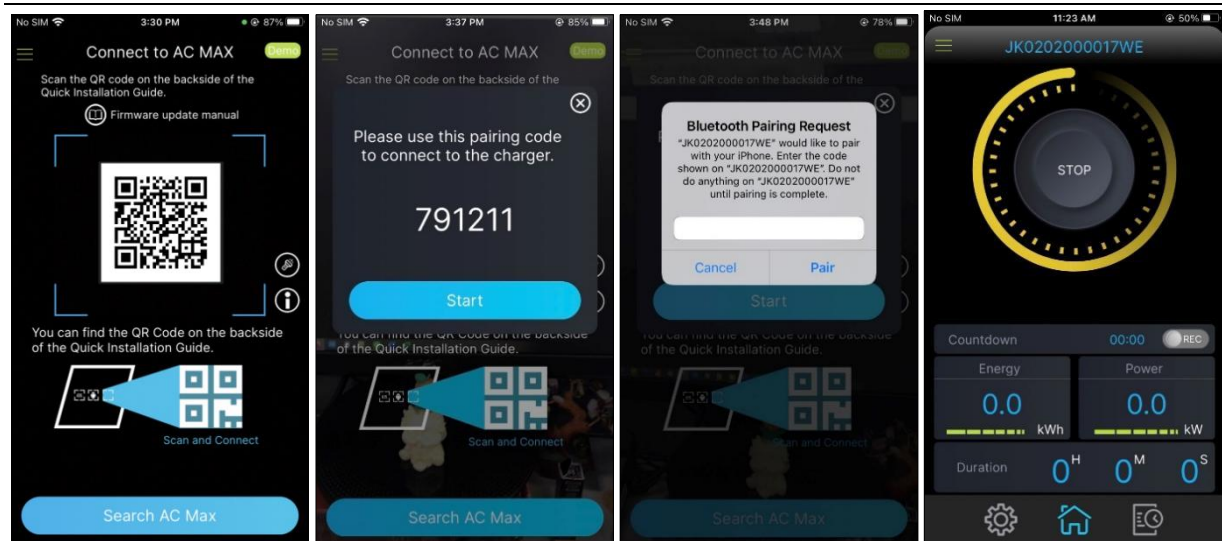 No SIM 3:30 PM 87%
Connect to AC MAX Demo
Scan the QR code on the backside of the
Quick Installation Guide.
Firmware update manual
You can find the QR Code on the backside
of the Quick Installation Guide.
Scan and Connect
Search AC Max
No SIM 3:37 PM 85%
Connect to AC MAX Demo
Scan the QR code on the backside of the
Please use this pairing code
to connect to the charger.
791211
Start
You can find the QR Code on the backside
of the Quick Installation Guide.
Scan and Connect
Search AC Max
No SIM 3:48 PM 78%
Connect to AC MAX Demo
Scan the QR code on the backside of the
Bluetooth Pairing Request
"JK0202000017WE" would like to pair
with your iPhone. Enter the code
shown on "JK0202000017WE". Do not
do anything on "JK0202000017WE"
until pairing is complete.
Cancel Pair
Start
You can find the QR Code on the backside
of the Quick Installation Guide.
Scan and Connect
Search AC Max
No SIM 11:23 AM 50%
JK0202000017WE
STOP
Countdown 00:00 REC
Energy Power
0.0 kWh 0.0 kW
Duration 0H 0M 0S